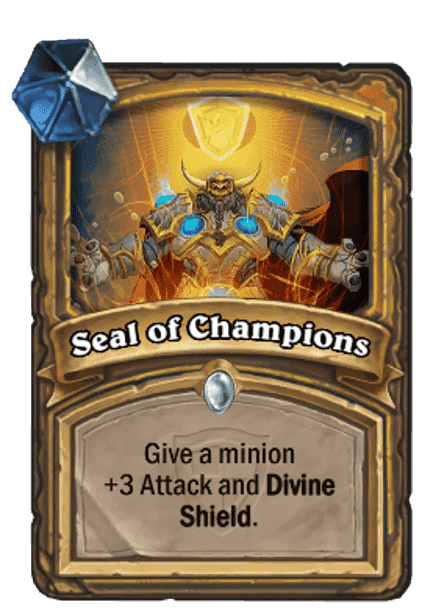 Seal of Champions
Give a minion
+3 Attack and Divine
Shield.